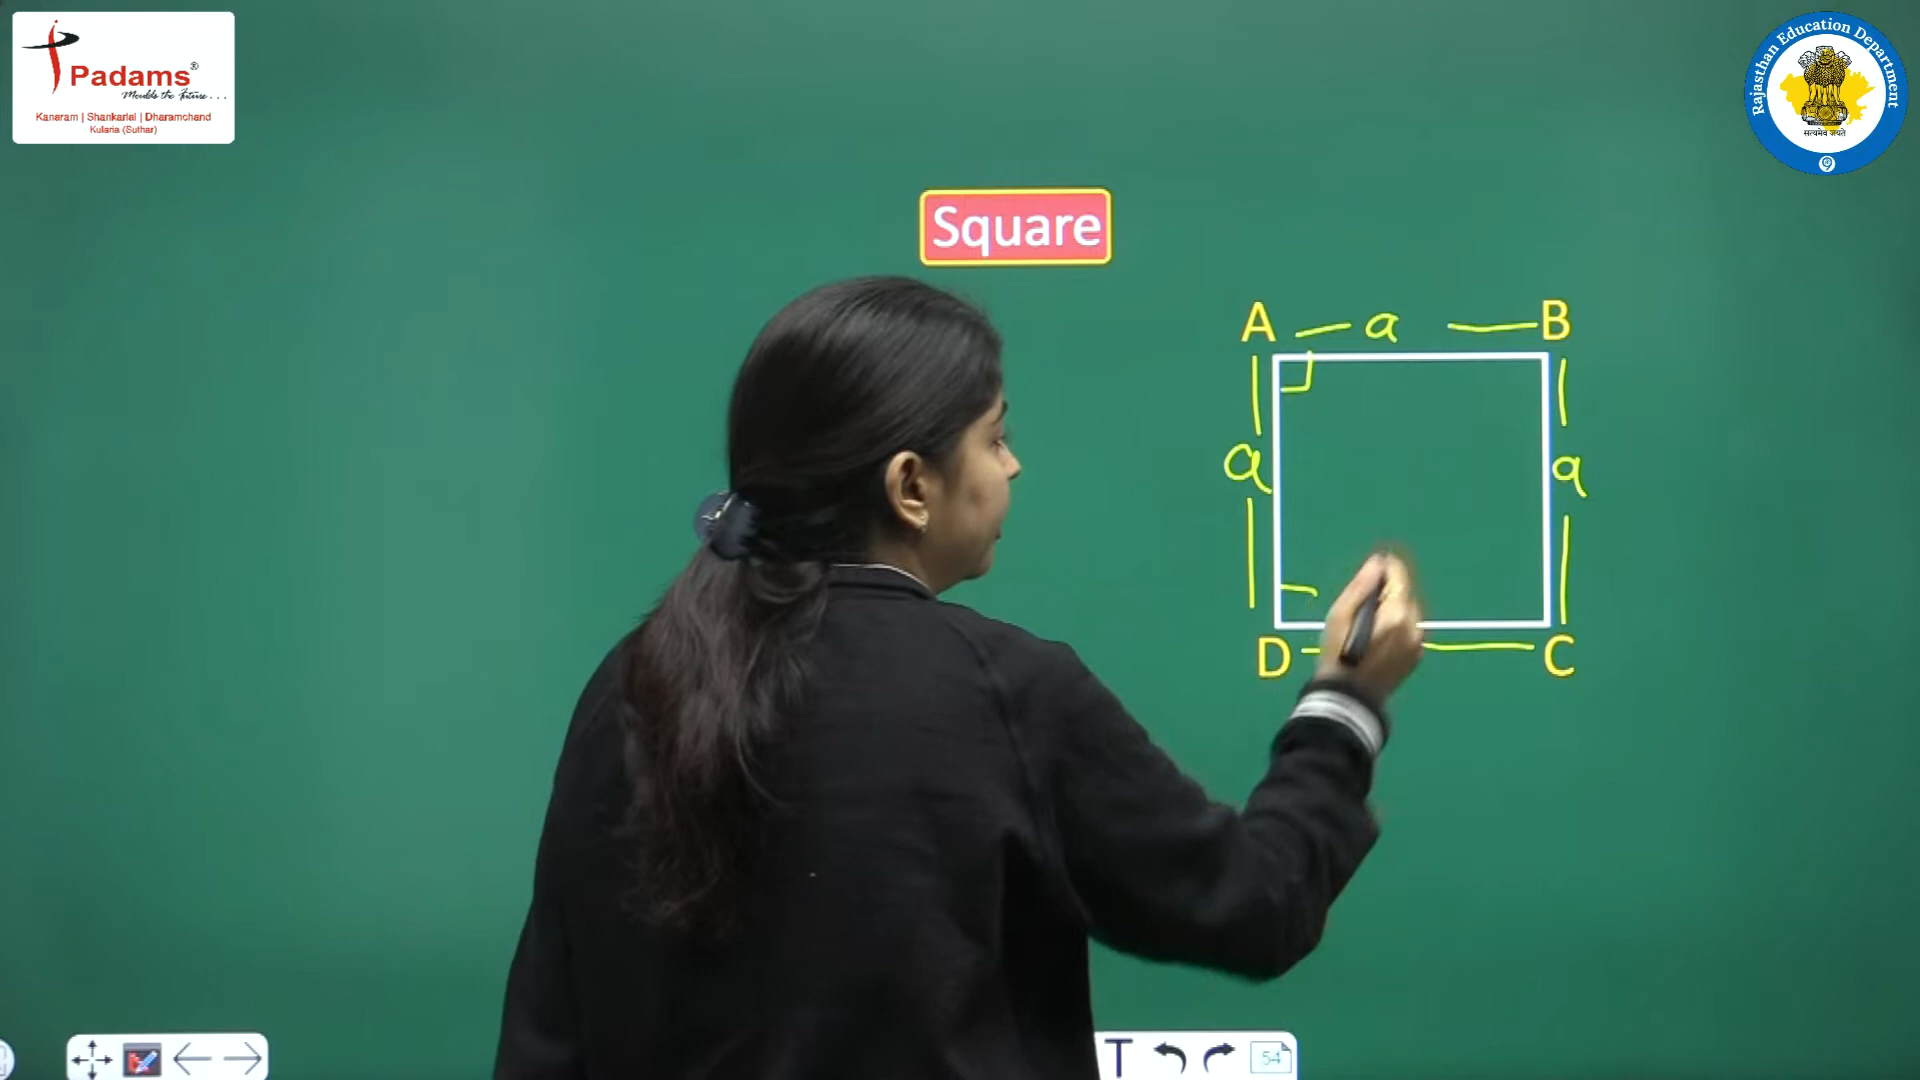 Padams®
Moulds the Future...
Kanaram | Shankarlal | Dharamchand
Kularia (Suthar)
Rajasthan Education Department
सत्यमेव जयते
Square
A a B
a a
D C
T 54